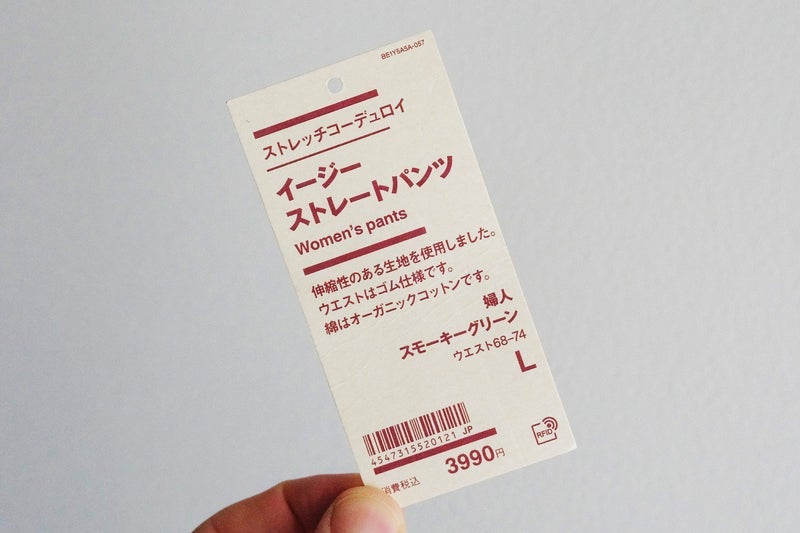 BE1Y5A5A-057
ストレッチコーデュロイ
イージー
ストレートパンツ
Women's pants
伸縮性のある生地を使用しました。
ウエストはゴム仕様です。
綿はオーガニックコットンです。
婦人
スモーキーグリーン
ウエスト68-74
L
4547315520121 JP
RFID
3990円
消費税込